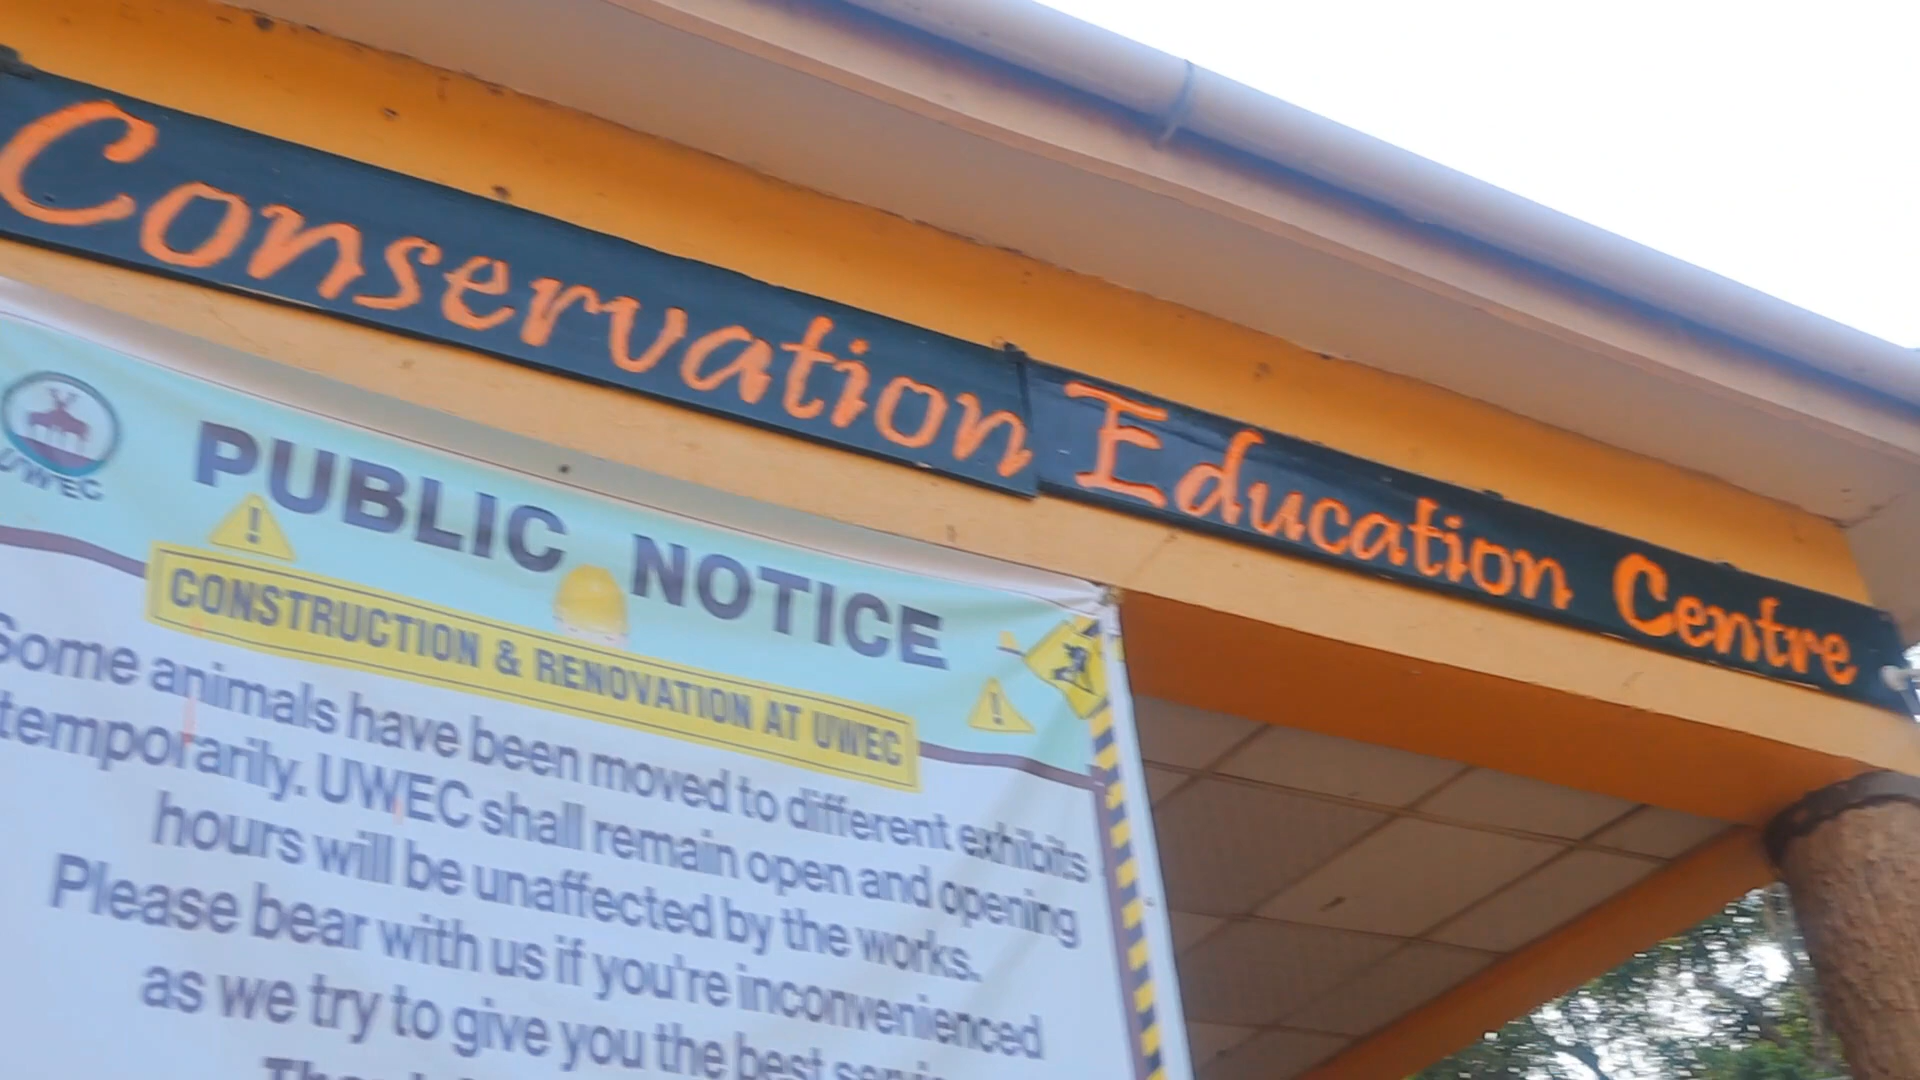 Conservation Education Centre
UWEC
PUBLIC NOTICE
CONSTRUCTION & RENOVATION AT UWEC
Some animals have been moved to different exhibits
temporarily. UWEC shall remain open and opening
hours will be unaffected by the works.
Please bear with us if you're inconvenienced
as we try to give you the best